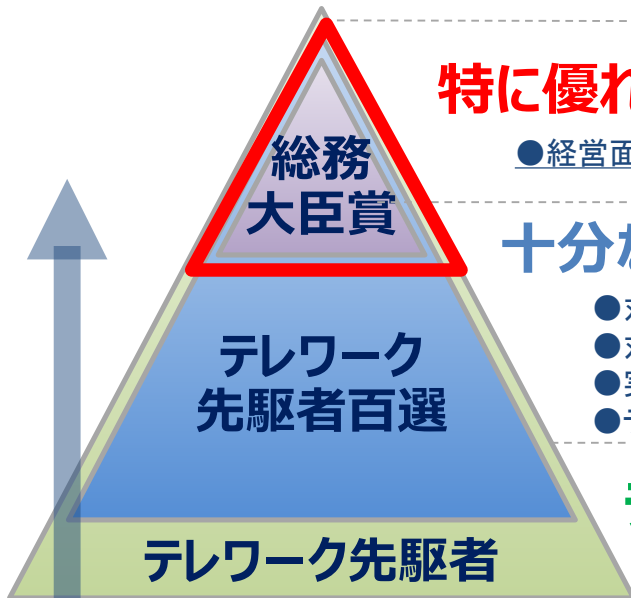 特に優れ
●経営面
総務
大臣賞
十分な
●
●
●
●
テレワーク
先駆者百選
テレワーク先駆者